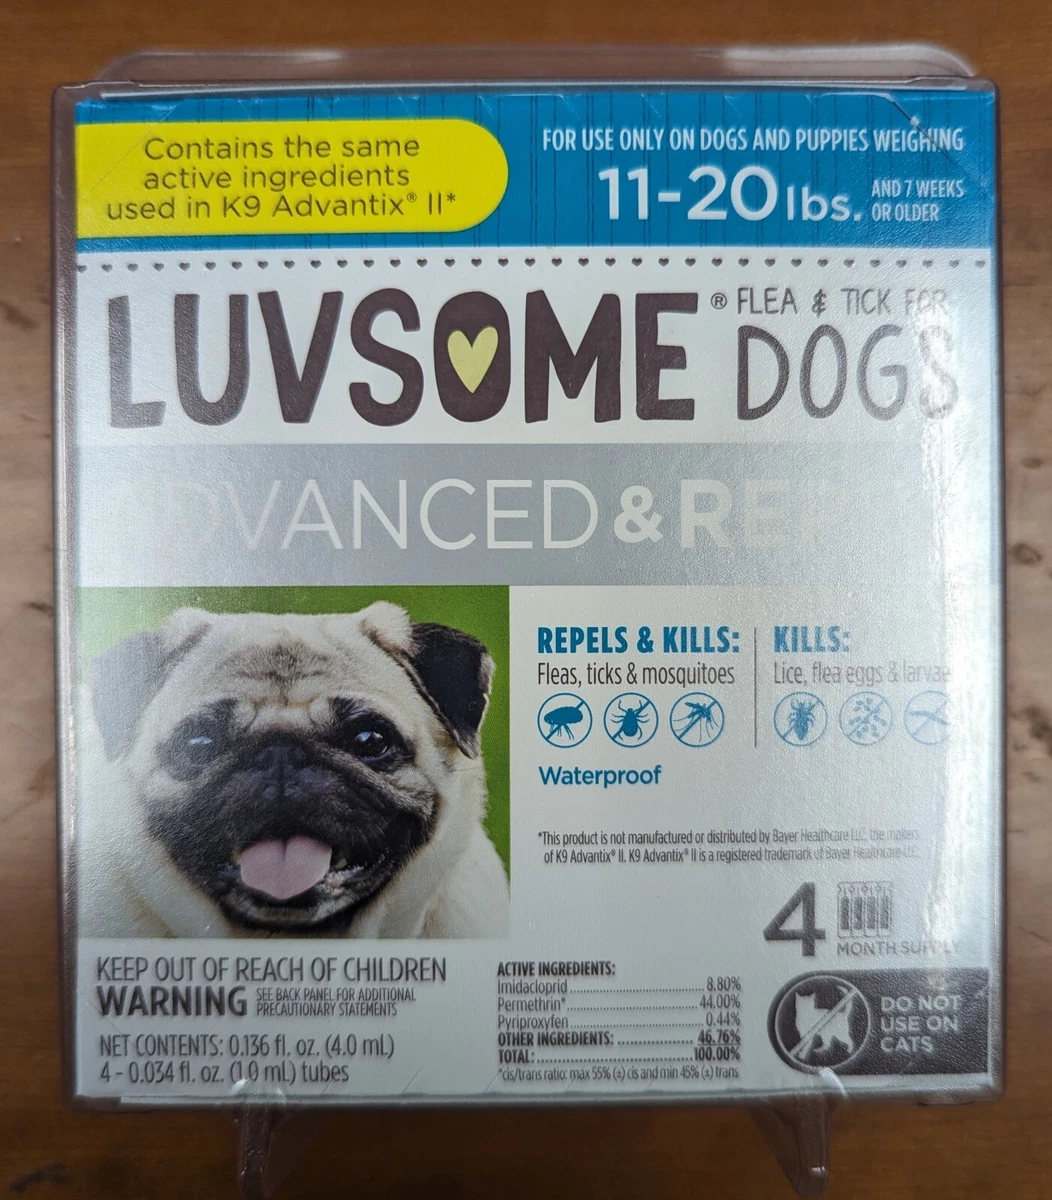 Contains the same
active ingredients
used in K9 Advantix® II*
FOR USE ONLY ON DOGS AND PUPPIES WEIGHING
11-20 lbs. AND 7 WEEKS
OR OLDER
LUVSOME® FLEA & TICK FOR
DOGS
ADVANCED &
REPELS & KILLS:
Fleas, ticks & mosquitoes
KILLS:
Lice, flea eggs & larvae
Waterproof
*This product is not manufactured or distributed by Bayer Healthcare LLC, the makers
of K9 Advantix® II. K9 Advantix® II is a registered trademark of Bayer Healthcare LLC.
4
MONTH SUPPLY
KEEP OUT OF REACH OF CHILDREN
WARNING SEE BACK PANEL FOR ADDITIONAL
PRECAUTIONARY STATEMENTS
NET CONTENTS: 0.136 fl. oz. (4.0 mL)
4 - 0.034 fl. oz. (1.0 mL) tubes
ACTIVE INGREDIENTS:
Imidacloprid 8.80%
Permethrin* 44.00%
Pyriproxyfen 0.44%
OTHER INGREDIENTS: 46.76%
TOTAL: 100.00%
*cis/trans ratio: max 55% (±) cis and min 45% (±) trans
DO NOT
USE ON
CATS